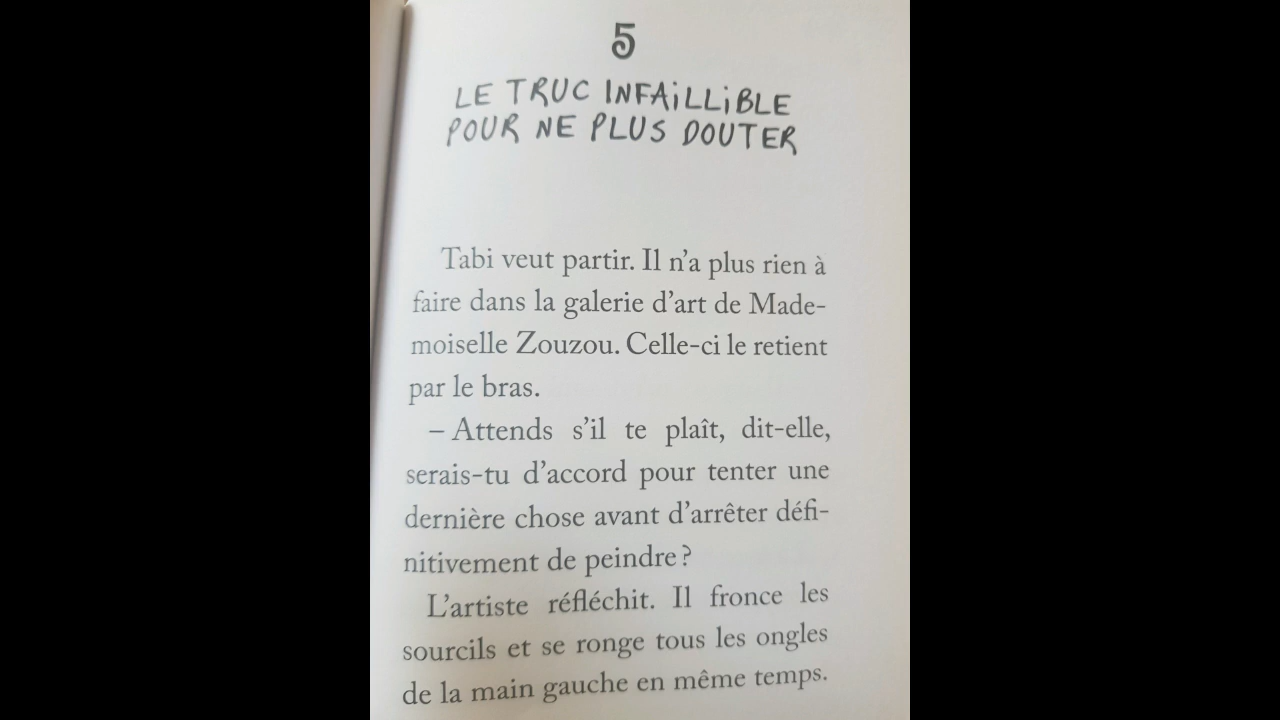 5
LE TRUC INFAiLLiBLE
POUR NE PLUS DOUTER
Tabi veut partir. Il n'a plus rien à
faire dans la galerie d'art de Made-
moiselle Zouzou. Celle-ci le retient
par le bras.
– Attends s'il te plaît, dit-elle,
serais-tu d'accord pour tenter une
dernière chose avant d'arrêter défi-
nitivement de peindre ?
L'artiste réfléchit. Il fronce les
sourcils et se ronge tous les ongles
de la main gauche en même temps.